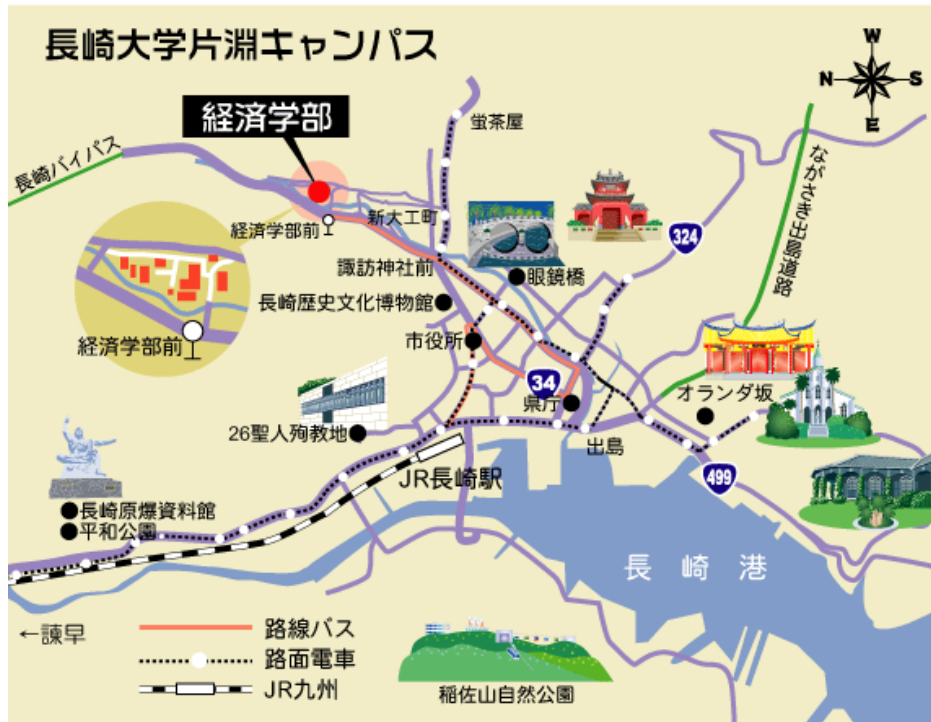 長崎大学片淵キャンパス
W
N
S
E
経済学部
蛍茶屋
長崎バイパス
ながさき出島道路
新大工町
経済学部前
324
諏訪神社前
眼鏡橋
長崎歴史文化博物館
市役所
経済学部前
34
県庁
オランダ坂
26聖人殉教地
出島
JR長崎駅
499
長崎原爆資料館
平和公園
長崎港
←諫早
路線バス
路面電車
JR九州
稲佐山自然公園